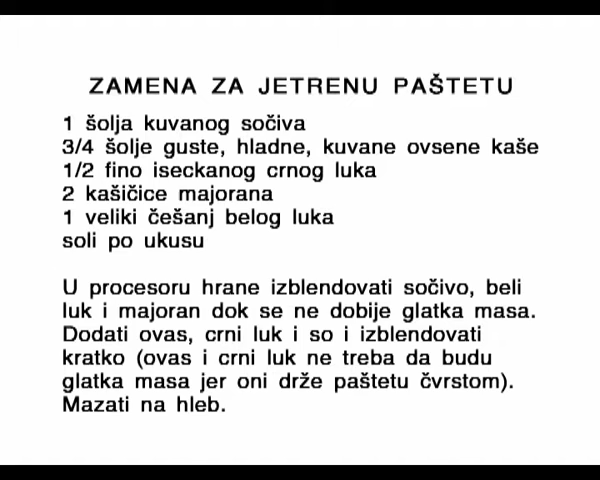 ZAMENA ZA JETRENU PAŠTETU
1 šolja kuvanog sočiva
3/4 šolje guste, hladne, kuvane ovsene kaše
1/2 fino iseckanog crnog luka
2 kašičice majorana
1 veliki češanj belog luka
soli po ukusu
U procesoru hrane izblendovati sočivo, beli
luk i majoran dok se ne dobije glatka masa.
Dodati ovas, crni luk i so i izblendovati
kratko (ovas i crni luk ne treba da budu
glatka masa jer oni drže paštetu čvrstom).
Mazati na hleb.